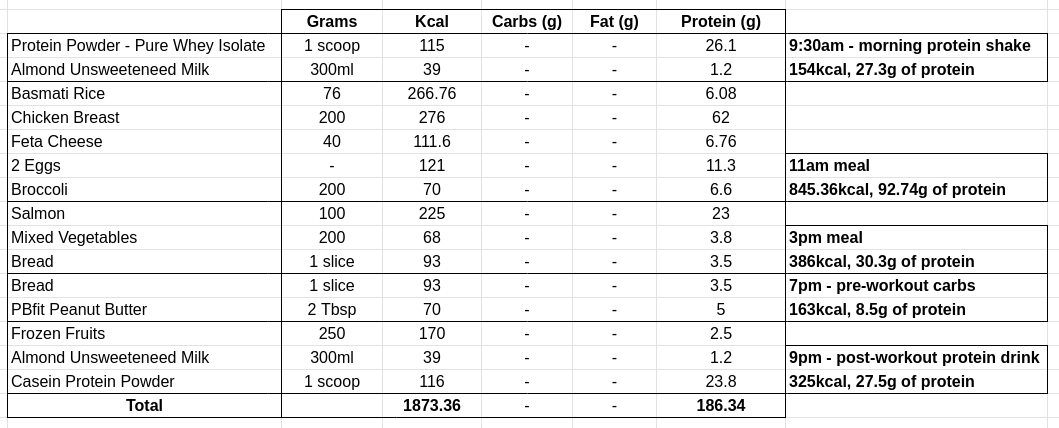 Grams Kcal Carbs (g) Fat (g) Protein (g)
Protein Powder - Pure Whey Isolate 1 scoop 115 - - 26.1 9:30am - morning protein shake
Almond Unsweeteneed Milk 300ml 39 - - 1.2 154kcal, 27.3g of protein
Basmati Rice 76 266.76 - - 6.08
Chicken Breast 200 276 - - 62
Feta Cheese 40 111.6 - - 6.76
2 Eggs - 121 - - 11.3 11am meal
Broccoli 200 70 - - 6.6 845.36kcal, 92.74g of protein
Salmon 100 225 - - 23
Mixed Vegetables 200 68 - - 3.8 3pm meal
Bread 1 slice 93 - - 3.5 386kcal, 30.3g of protein
Bread 1 slice 93 - - 3.5 7pm - pre-workout carbs
PBfit Peanut Butter 2 Tbsp 70 - - 5 163kcal, 8.5g of protein
Frozen Fruits 250 170 - - 2.5
Almond Unsweeteneed Milk 300ml 39 - - 1.2 9pm - post-workout protein drink
Casein Protein Powder 1 scoop 116 - - 23.8 325kcal, 27.5g of protein
Total 1873.36 - - 186.34